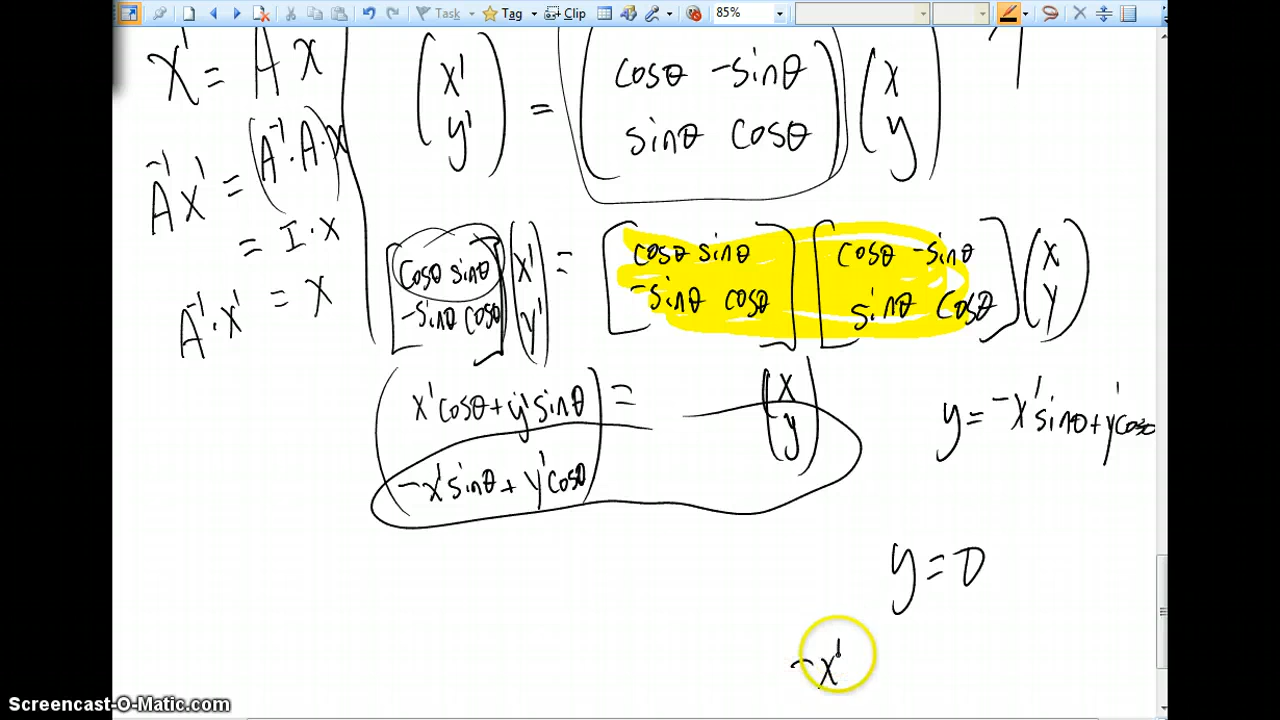 Task Tag Clip 85%
X' = A x
(x' y') = (cosθ -sinθ sinθ cosθ) (x y)
A⁻¹ x' = (A⁻¹ · A) · x
= I · x
A⁻¹ · x' = x
[cosθ sinθ -sinθ cosθ] (x' y') = [cosθ sinθ -sinθ cosθ] [cosθ -sinθ sinθ cosθ] (x y)
(x'cosθ + y'sinθ -x'sinθ + y'cosθ) = (x y)
y = -x'sinθ + y'cosθ
y = 0
-x'
Screencast-O-Matic.com